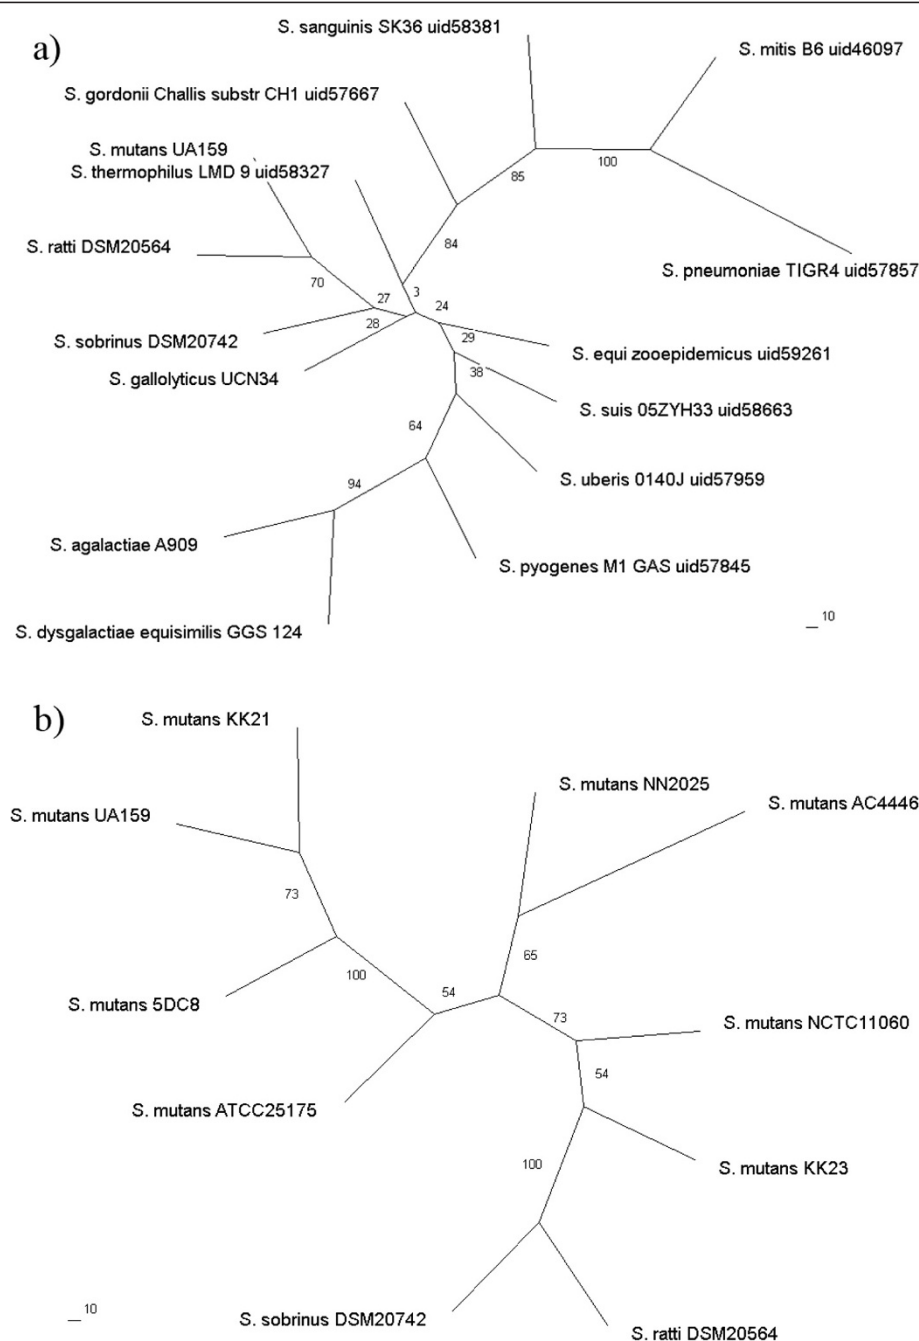 a)
S. sanguinis SK36 uid58381
S. mitis B6 uid46097
S. gordonii Challis substr CH1 uid57667
S. mutans UA159
S. thermophilus LMD 9 uid58327
100
85
S. ratti DSM20564
84
S. pneumoniae TIGR4 uid57857
70
27
3
24
28
29
S. sobrinus DSM20742
S. equi zooepidemicus uid59261
S. gallolyticus UCN34
38
S. suis 05ZYH33 uid58663
64
S. uberis 0140J uid57959
94
S. agalactiae A909
S. pyogenes M1 GAS uid57845
10
S. dysgalactiae equisimilis GGS 124
b)
S. mutans KK21
S. mutans NN2025
S. mutans AC4446
S. mutans UA159
73
65
100
54
S. mutans 5DC8
73
S. mutans NCTC11060
54
S. mutans ATCC25175
100
S. mutans KK23
10
S. sobrinus DSM20742
S. ratti DSM20564